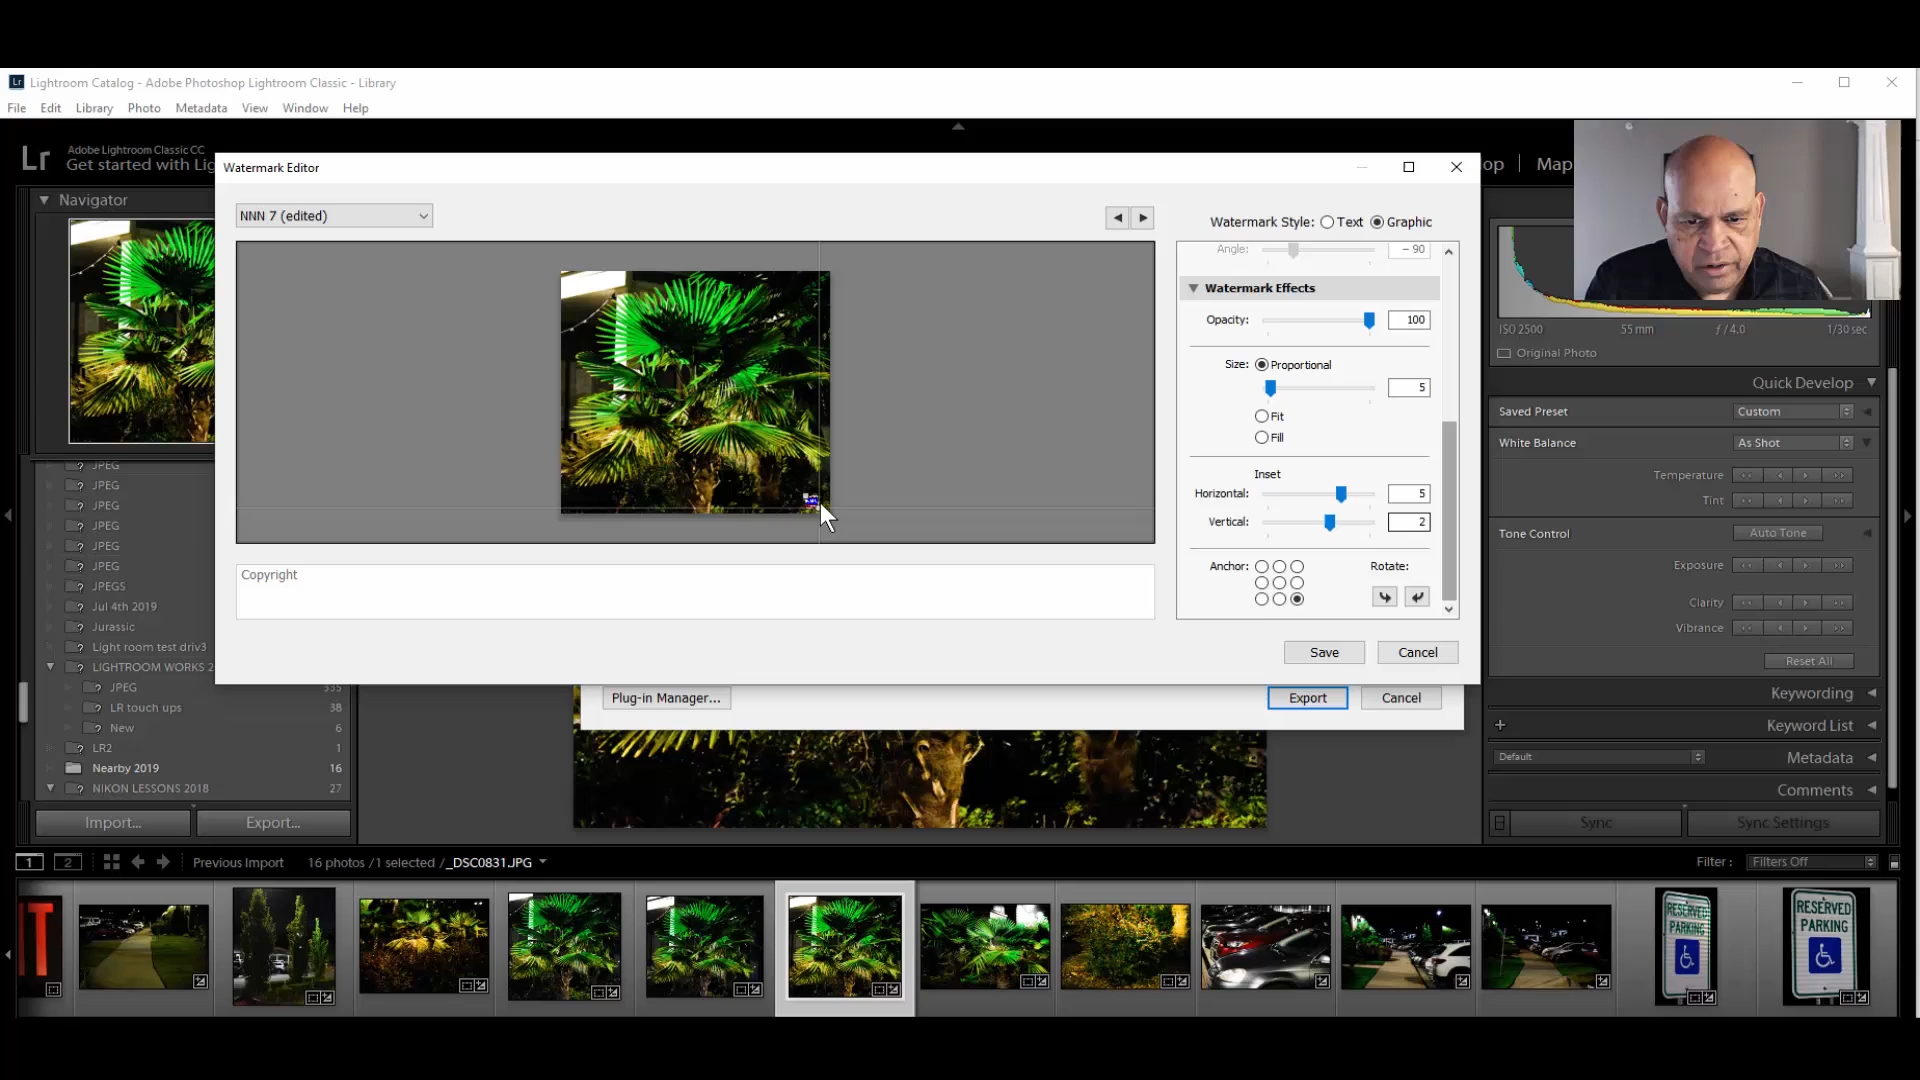 Lr Lightroom Catalog - Adobe Photoshop Lightroom Classic - Library
File Edit Library Photo Metadata View Window Help
Lr Adobe Lightroom Classic CC
Get started with Lig
op | Map
Navigator
Watermark Editor
NNN 7 (edited)
Watermark Style: Text Graphic
Angle: - 90
Watermark Effects
Opacity: 100
Size: Proportional
5
Fit
Fill
Inset
Horizontal: 5
Vertical: 2
Anchor: Rotate:
Copyright
Save Cancel
Plug-in Manager... Export Cancel
JPEG
JPEG
JPEG
JPEG
JPEG
JPEG
JPEGS
Jul 4th 2019
Jurassic
Light room test driv3
LIGHTROOM WORKS 2
JPEG 335
LR touch ups 38
New 6
LR2 1
Nearby 2019 16
NIKON LESSONS 2018 27
Import... Export...
ISO 2500 55 mm f / 4.0 1/30 sec
Original Photo
Quick Develop
Saved Preset Custom
White Balance As Shot
Temperature
Tint
Tone Control Auto Tone
Exposure
Clarity
Vibrance
Reset All
Keywording
Keyword List
Default Metadata
Comments
Sync Sync Settings
1 2 Previous Import 16 photos /1 selected /_DSC0831.JPG Filter : Filters Off
IT
RESERVED
PARKING
RESERVED
PARKING